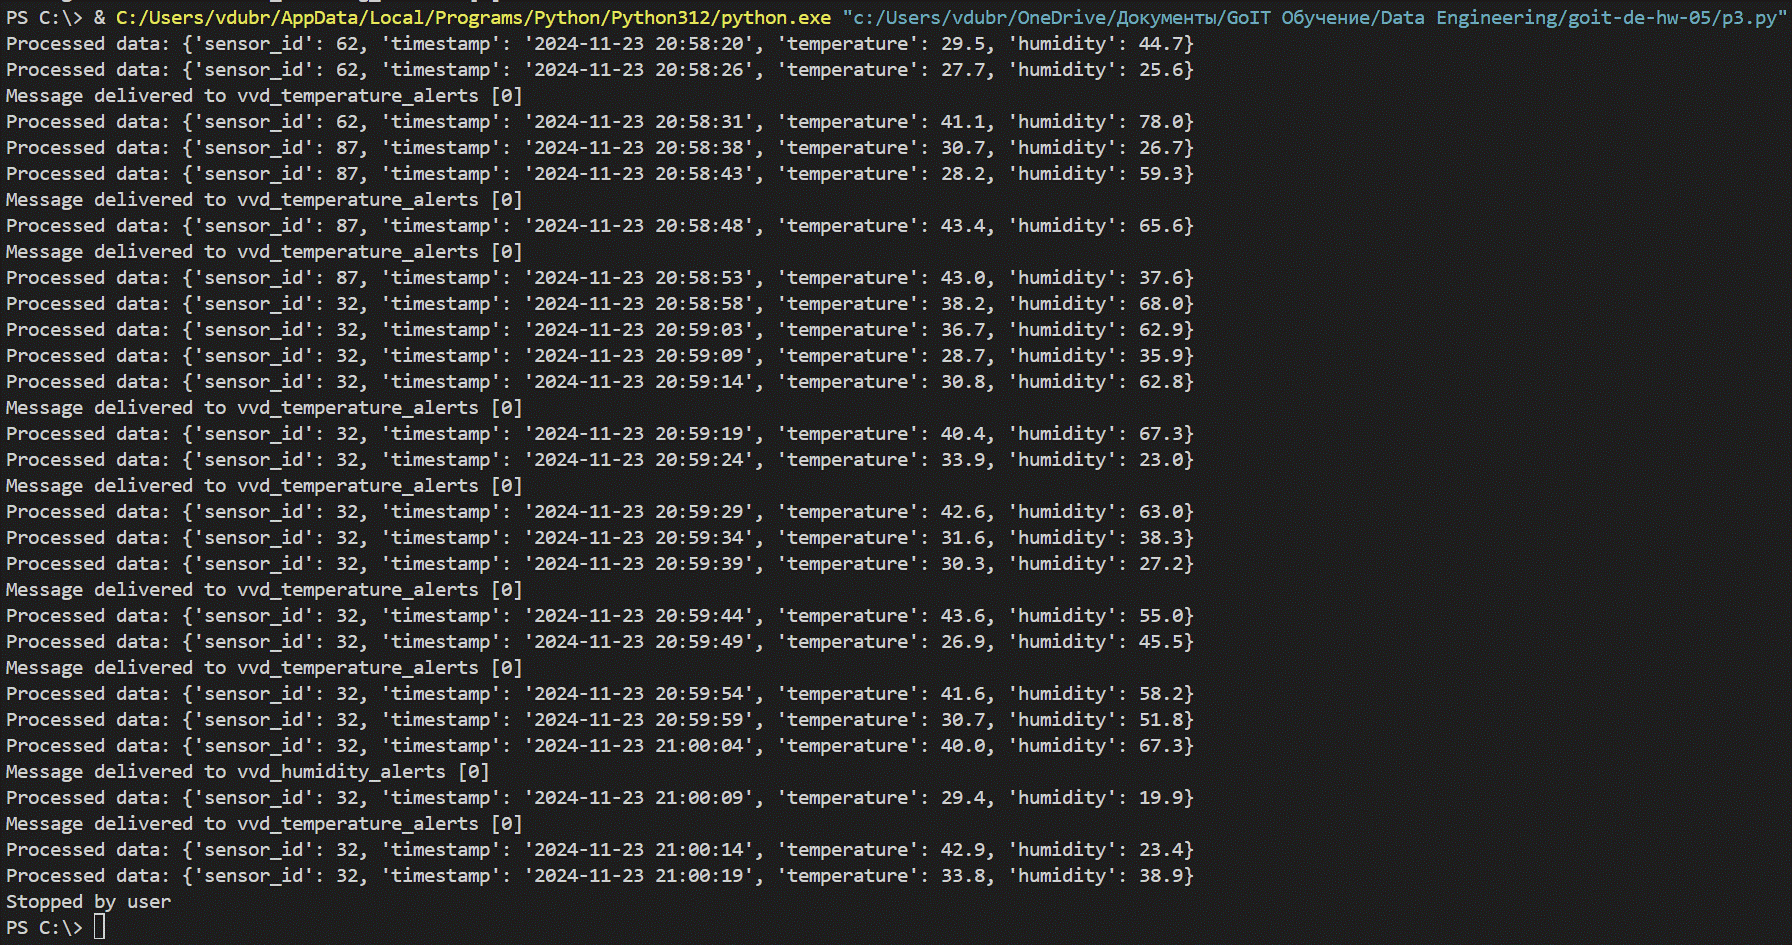 PS C:\> & C:/Users/vdubr/AppData/Local/Programs/Python/Python312/python.exe "c:/Users/vdubr/OneDrive/Документы/GoIT Обучение/Data Engineering/goit-de-hw-05/p3.py"
Processed data: {'sensor_id': 62, 'timestamp': '2024-11-23 20:58:20', 'temperature': 29.5, 'humidity': 44.7}
Processed data: {'sensor_id': 62, 'timestamp': '2024-11-23 20:58:26', 'temperature': 27.7, 'humidity': 25.6}
Message delivered to vvd_temperature_alerts [0]
Processed data: {'sensor_id': 62, 'timestamp': '2024-11-23 20:58:31', 'temperature': 41.1, 'humidity': 78.0}
Processed data: {'sensor_id': 87, 'timestamp': '2024-11-23 20:58:38', 'temperature': 30.7, 'humidity': 26.7}
Processed data: {'sensor_id': 87, 'timestamp': '2024-11-23 20:58:43', 'temperature': 28.2, 'humidity': 59.3}
Message delivered to vvd_temperature_alerts [0]
Processed data: {'sensor_id': 87, 'timestamp': '2024-11-23 20:58:48', 'temperature': 43.4, 'humidity': 65.6}
Message delivered to vvd_temperature_alerts [0]
Processed data: {'sensor_id': 87, 'timestamp': '2024-11-23 20:58:53', 'temperature': 43.0, 'humidity': 37.6}
Processed data: {'sensor_id': 32, 'timestamp': '2024-11-23 20:58:58', 'temperature': 38.2, 'humidity': 68.0}
Processed data: {'sensor_id': 32, 'timestamp': '2024-11-23 20:59:03', 'temperature': 36.7, 'humidity': 62.9}
Processed data: {'sensor_id': 32, 'timestamp': '2024-11-23 20:59:09', 'temperature': 28.7, 'humidity': 35.9}
Processed data: {'sensor_id': 32, 'timestamp': '2024-11-23 20:59:14', 'temperature': 30.8, 'humidity': 62.8}
Message delivered to vvd_temperature_alerts [0]
Processed data: {'sensor_id': 32, 'timestamp': '2024-11-23 20:59:19', 'temperature': 40.4, 'humidity': 67.3}
Processed data: {'sensor_id': 32, 'timestamp': '2024-11-23 20:59:24', 'temperature': 33.9, 'humidity': 23.0}
Message delivered to vvd_temperature_alerts [0]
Processed data: {'sensor_id': 32, 'timestamp': '2024-11-23 20:59:29', 'temperature': 42.6, 'humidity': 63.0}
Processed data: {'sensor_id': 32, 'timestamp': '2024-11-23 20:59:34', 'temperature': 31.6, 'humidity': 38.3}
Processed data: {'sensor_id': 32, 'timestamp': '2024-11-23 20:59:39', 'temperature': 30.3, 'humidity': 27.2}
Message delivered to vvd_temperature_alerts [0]
Processed data: {'sensor_id': 32, 'timestamp': '2024-11-23 20:59:44', 'temperature': 43.6, 'humidity': 55.0}
Processed data: {'sensor_id': 32, 'timestamp': '2024-11-23 20:59:49', 'temperature': 26.9, 'humidity': 45.5}
Message delivered to vvd_temperature_alerts [0]
Processed data: {'sensor_id': 32, 'timestamp': '2024-11-23 20:59:54', 'temperature': 41.6, 'humidity': 58.2}
Processed data: {'sensor_id': 32, 'timestamp': '2024-11-23 20:59:59', 'temperature': 30.7, 'humidity': 51.8}
Processed data: {'sensor_id': 32, 'timestamp': '2024-11-23 21:00:04', 'temperature': 40.0, 'humidity': 67.3}
Message delivered to vvd_humidity_alerts [0]
Processed data: {'sensor_id': 32, 'timestamp': '2024-11-23 21:00:09', 'temperature': 29.4, 'humidity': 19.9}
Message delivered to vvd_temperature_alerts [0]
Processed data: {'sensor_id': 32, 'timestamp': '2024-11-23 21:00:14', 'temperature': 42.9, 'humidity': 23.4}
Processed data: {'sensor_id': 32, 'timestamp': '2024-11-23 21:00:19', 'temperature': 33.8, 'humidity': 38.9}
Stopped by user
PS C:\>